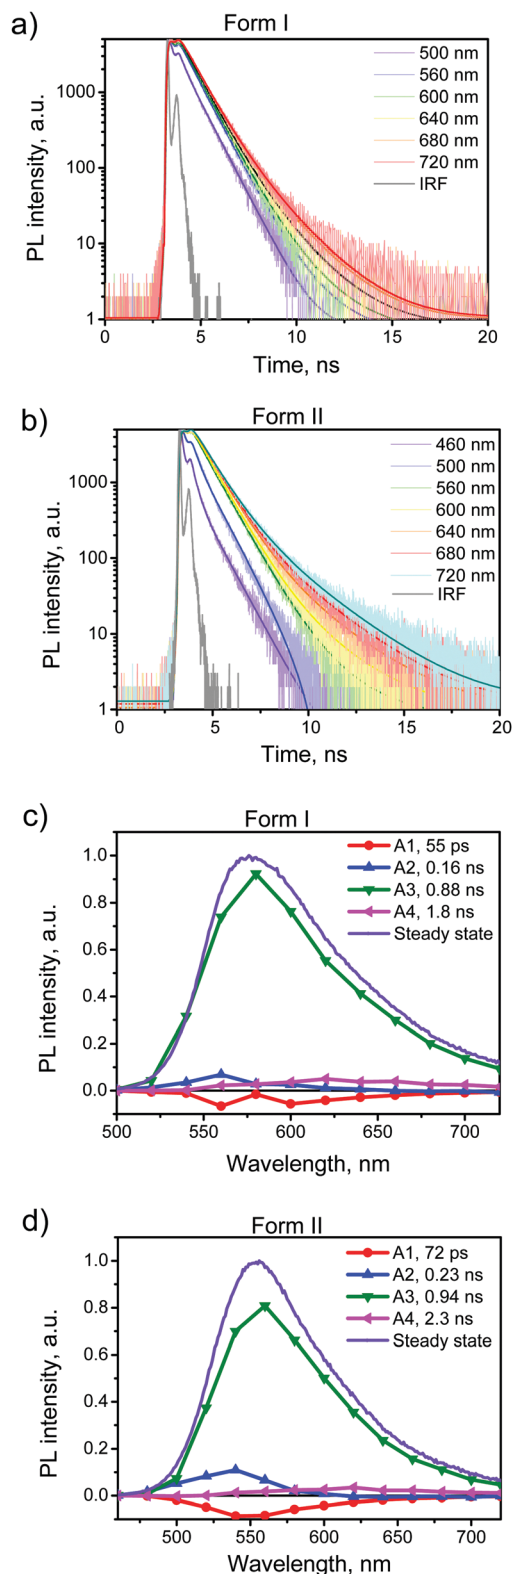 a)
Form I
PL intensity, a.u.
1000
100
10
1
500 nm
560 nm
600 nm
640 nm
680 nm
720 nm
IRF
0
5
10
15
20
Time, ns
b)
Form II
PL intensity, a.u.
1000
100
10
1
460 nm
500 nm
560 nm
600 nm
640 nm
680 nm
720 nm
IRF
0
5
10
15
20
Time, ns
c)
Form I
PL intensity, a.u.
1.0
0.8
0.6
0.4
0.2
0.0
A1, 55 ps
A2, 0.16 ns
A3, 0.88 ns
A4, 1.8 ns
Steady state
500
550
600
650
700
Wavelength, nm
d)
Form II
PL intensity, a.u.
1.0
0.8
0.6
0.4
0.2
0.0
A1, 72 ps
A2, 0.23 ns
A3, 0.94 ns
A4, 2.3 ns
Steady state
500
550
600
650
700
Wavelength, nm